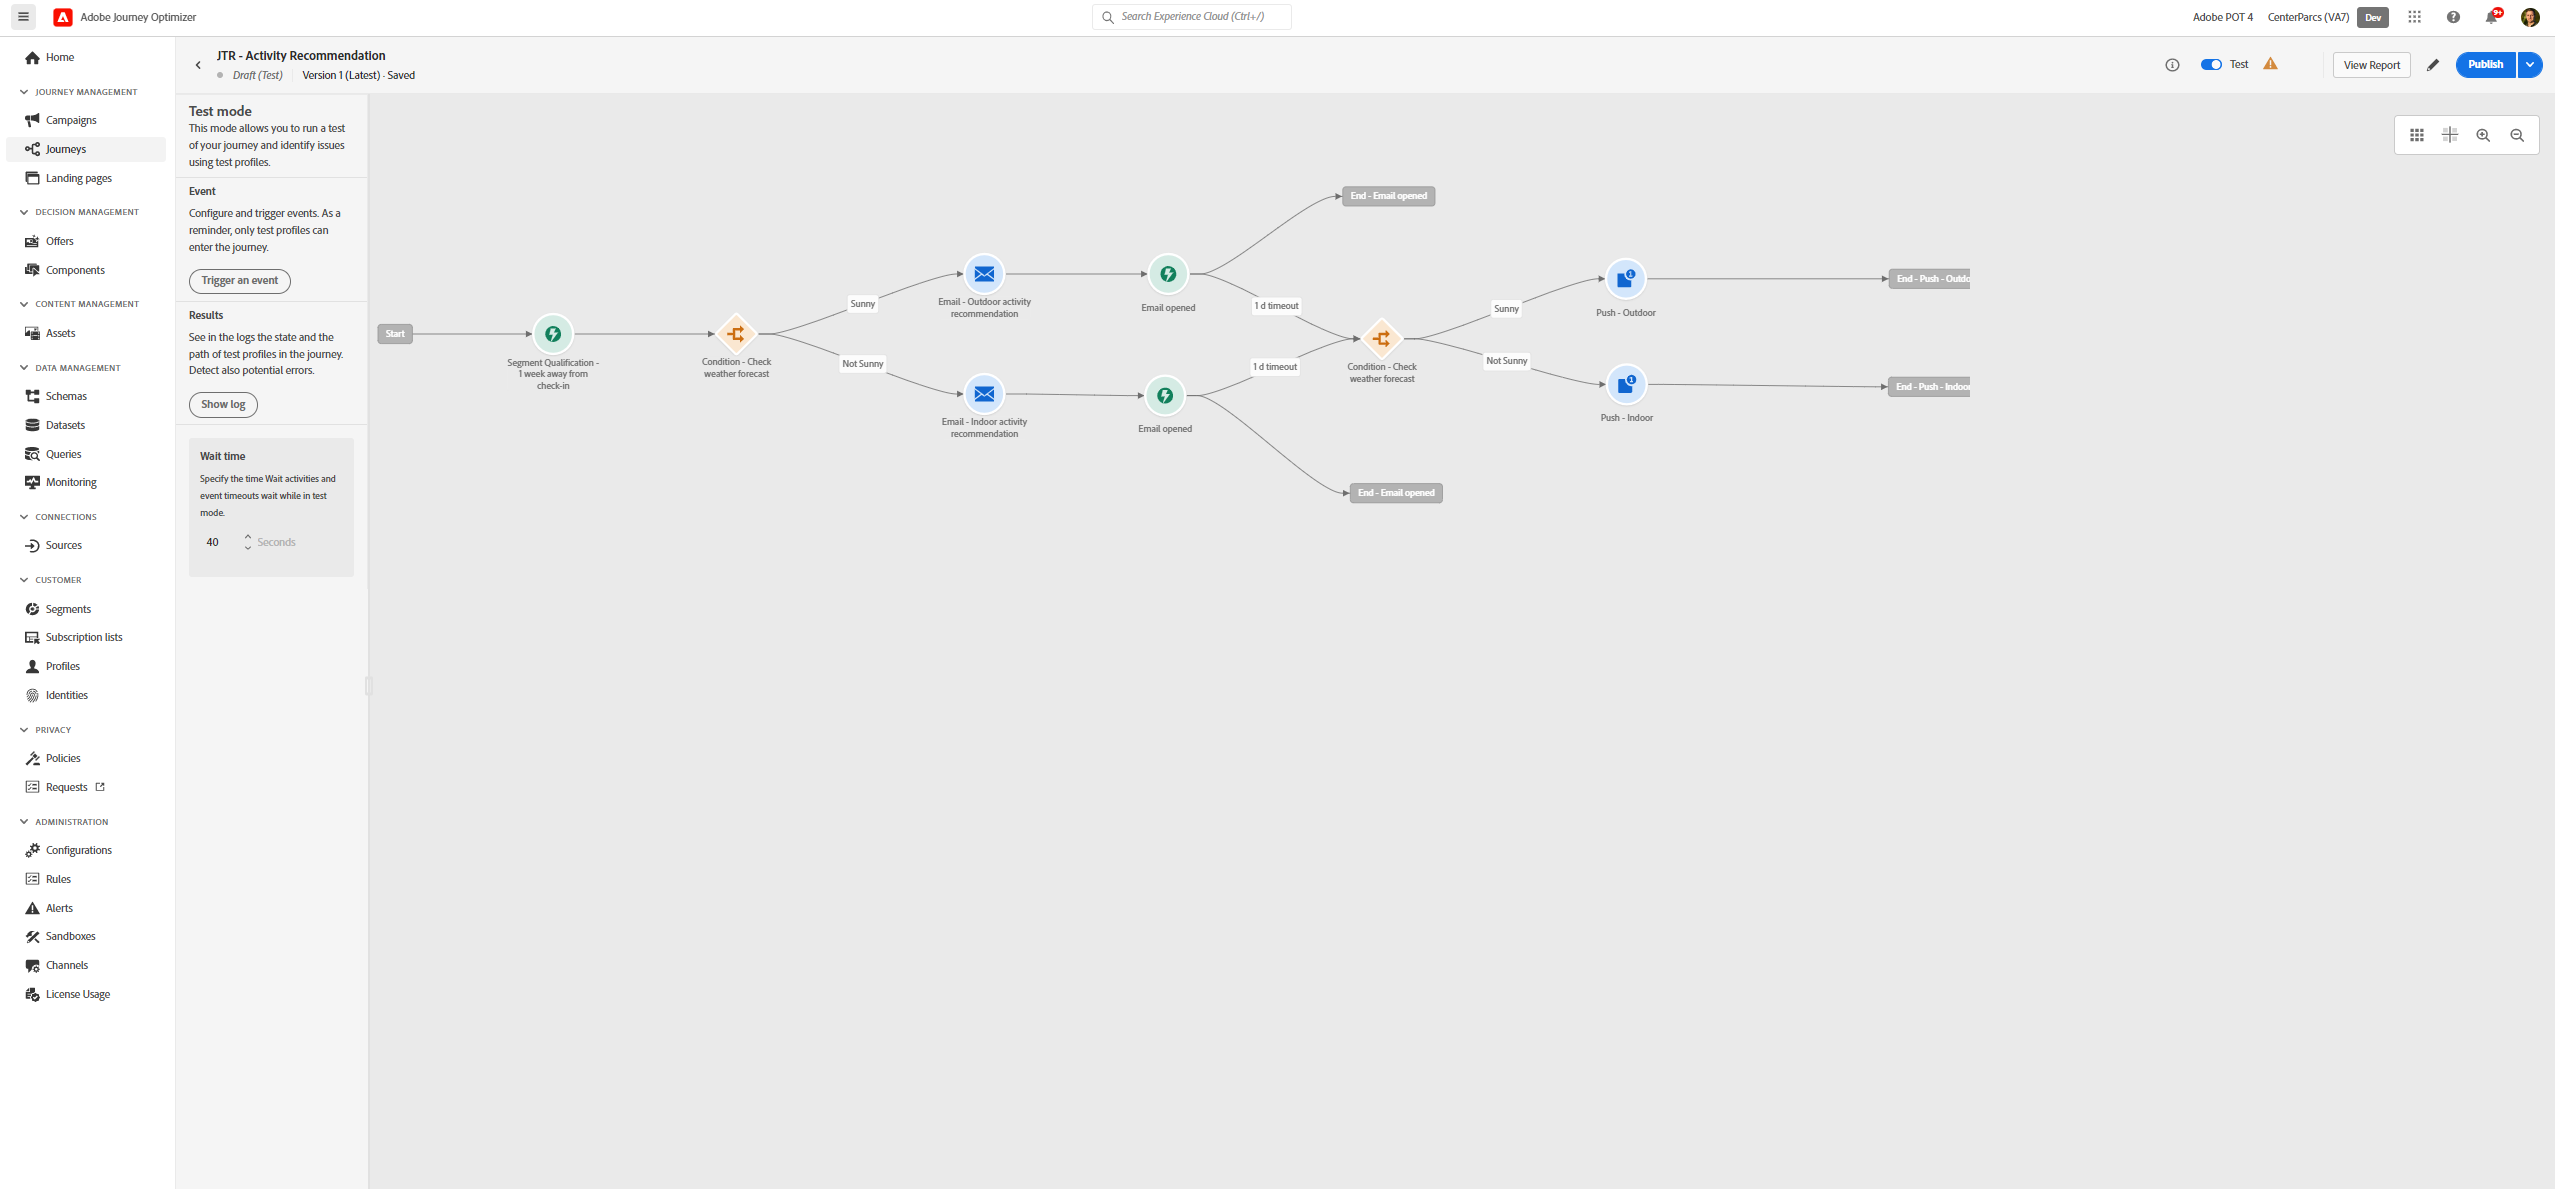 Adobe Journey Optimizer
Search Experience Cloud (Ctrl+/)
Adobe POT 4
CenterParcs (VA7)
Dev
9+
Home
JOURNEY MANAGEMENT
Campaigns
Journeys
Landing pages
DECISION MANAGEMENT
Offers
Components
CONTENT MANAGEMENT
Assets
DATA MANAGEMENT
Schemas
Datasets
Queries
Monitoring
CONNECTIONS
Sources
CUSTOMER
Segments
Subscription lists
Profiles
Identities
PRIVACY
Policies
Requests
ADMINISTRATION
Configurations
Rules
Alerts
Sandboxes
Channels
License Usage
JTR - Activity Recommendation
Draft (Test)
Version 1 (Latest) · Saved
Test
View Report
Publish
Test mode
This mode allows you to run a test
of your journey and identify issues
using test profiles.
Event
Configure and trigger events. As a
reminder, only test profiles can
enter the journey.
Trigger an event
Results
See in the logs the state and the
path of test profiles in the journey.
Detect also potential errors.
Show log
Wait time
Specify the time Wait activities and
event timeouts wait while in test
mode.
40
Seconds
Start
Segment Qualification -
1 week away from
check-in
Condition - Check
weather forecast
Sunny
Not Sunny
Email - Outdoor activity
recommendation
Email - Indoor activity
recommendation
Email opened
Email opened
End - Email opened
1 d timeout
1 d timeout
End - Email opened
Condition - Check
weather forecast
Sunny
Not Sunny
1
Push - Outdoor
1
Push - Indoor
End - Push - Outdo
End - Push - Indoor